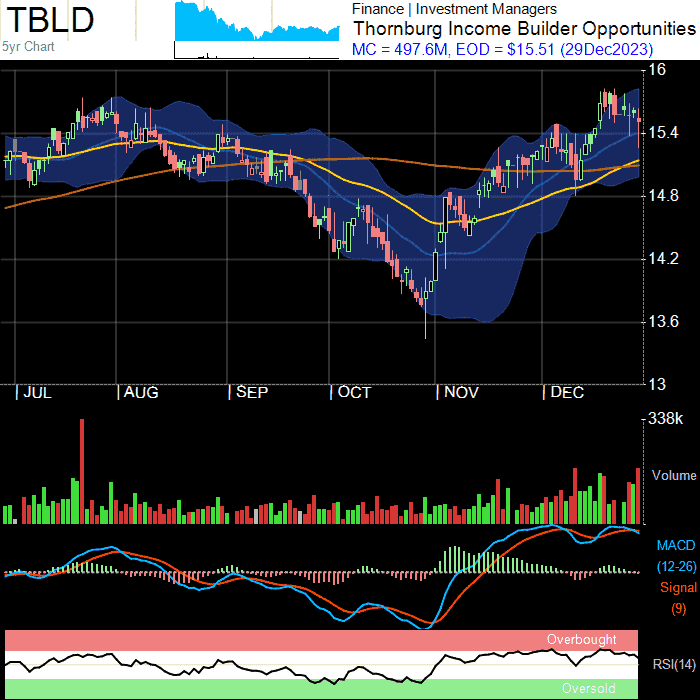 TBLD
5yr Chart
Finance | Investment Managers
Thornburg Income Builder Opportunities
MC = 497.6M, EOD = $15.51 (29Dec2023)
16
15.4
14.8
14.2
13.6
13
| JUL | AUG | SEP | OCT | NOV | DEC
338k
Volume
MACD
(12-26)
Signal
(9)
Overbought
RSI(14)
Oversold